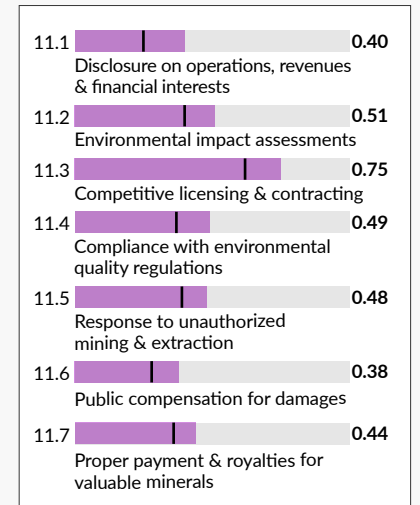 11.1 0.40
Disclosure on operations, revenues
& financial interests
11.2 0.51
Environmental impact assessments
11.3 0.75
Competitive licensing & contracting
11.4 0.49
Compliance with environmental
quality regulations
11.5 0.48
Response to unauthorized
mining & extraction
11.6 0.38
Public compensation for damages
11.7 0.44
Proper payment & royalties for
valuable minerals